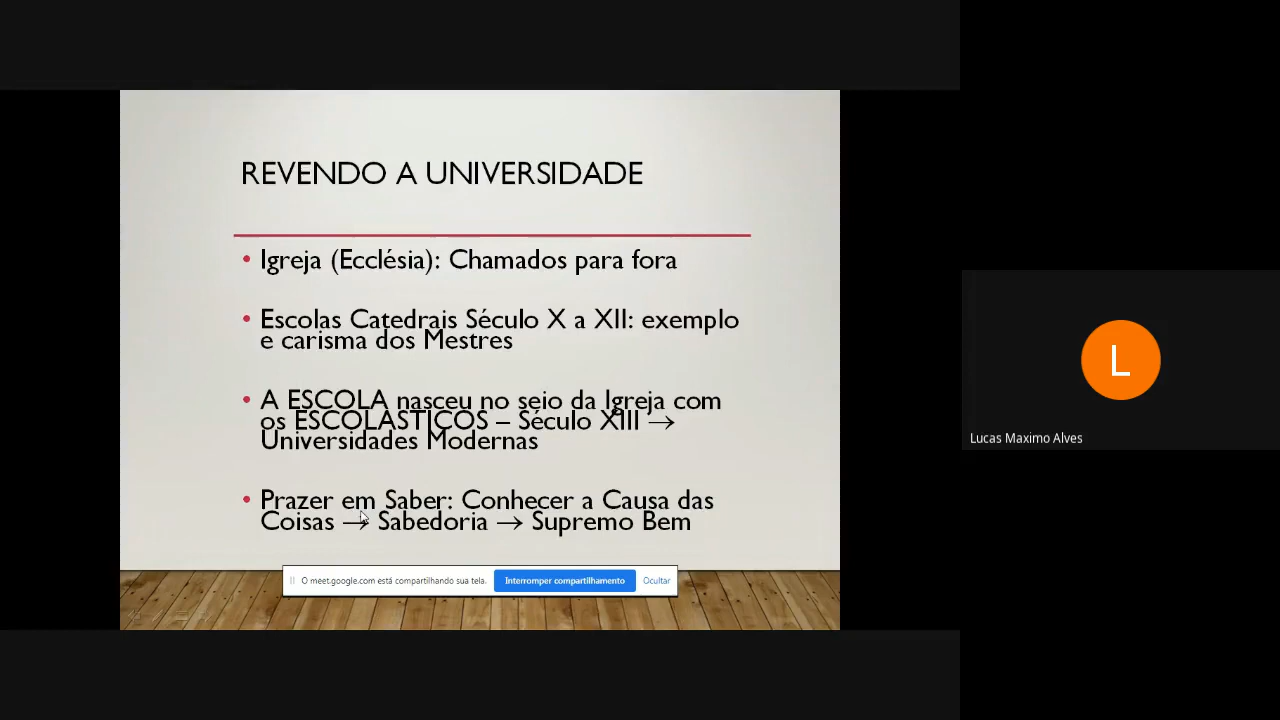 REVENDO A UNIVERSIDADE
• Igreja (Ecclésia): Chamados para fora
• Escolas Catedrais Século X a XII: exemplo
e carisma dos Mestres
• A ESCOLA nasceu no seio da Igreja com
os ESCOLÁSTICOS – Século XIII →
Universidades Modernas
• Prazer em Saber: Conhecer a Causa das
Coisas → Sabedoria → Supremo Bem
O meet.google.com está compartilhando sua tela. Interromper compartilhamento Ocultar
L
Lucas Maximo Alves